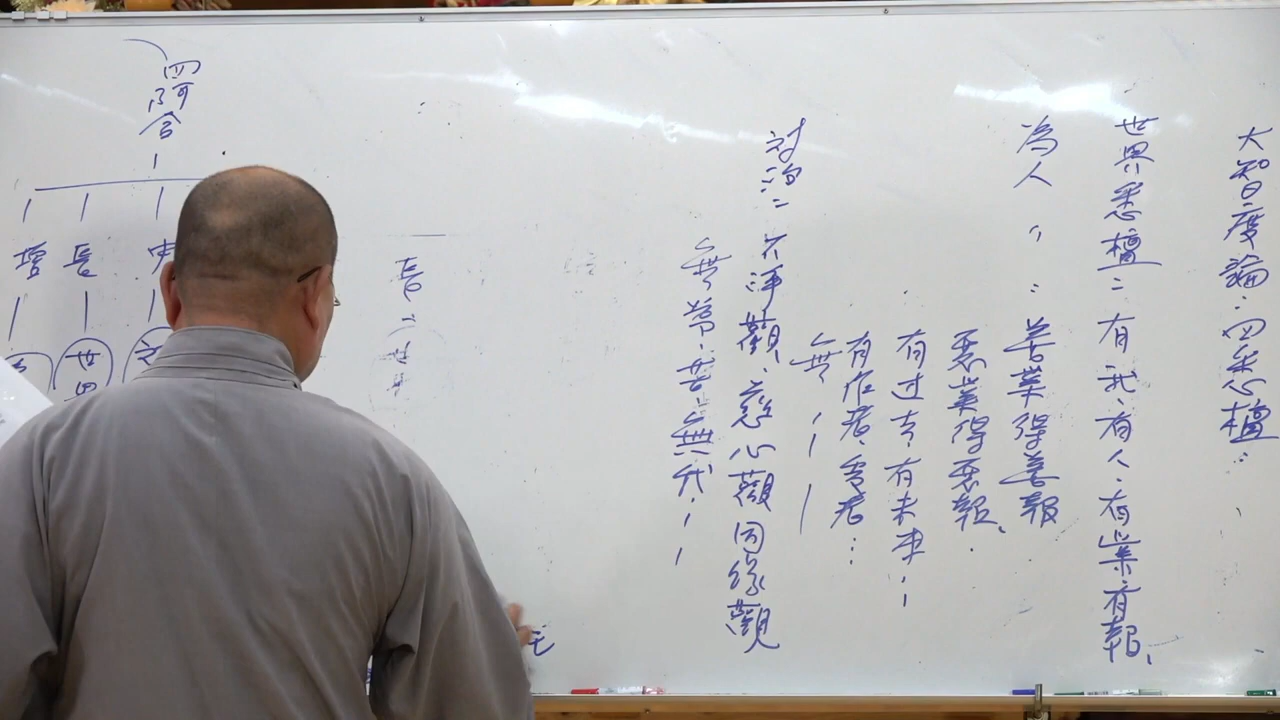 大智度論：四悉檀：
世界悉檀：有我、有人、有業、有報、
為人〃：善業得善報
惡業得惡報、
有过去、有未來
有作者、受者…
無
对治：不淨觀、慈心觀、因緣觀
無常、苦、無我
長
四阿含
中
長
增
世